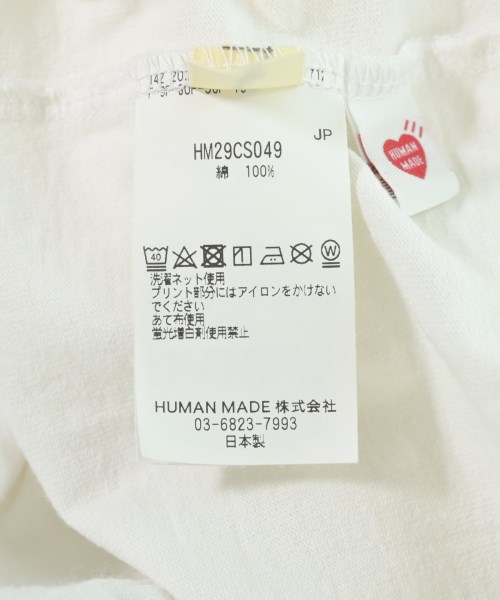 JP
HM29CS049
綿 100%
40
W
洗濯ネット使用
プリント部分にはアイロンをかけない
でください
あて布使用
蛍光増白剤使用禁止
HUMAN MADE 株式会社
03-6823-7993
日本製
HUMAN
MADE